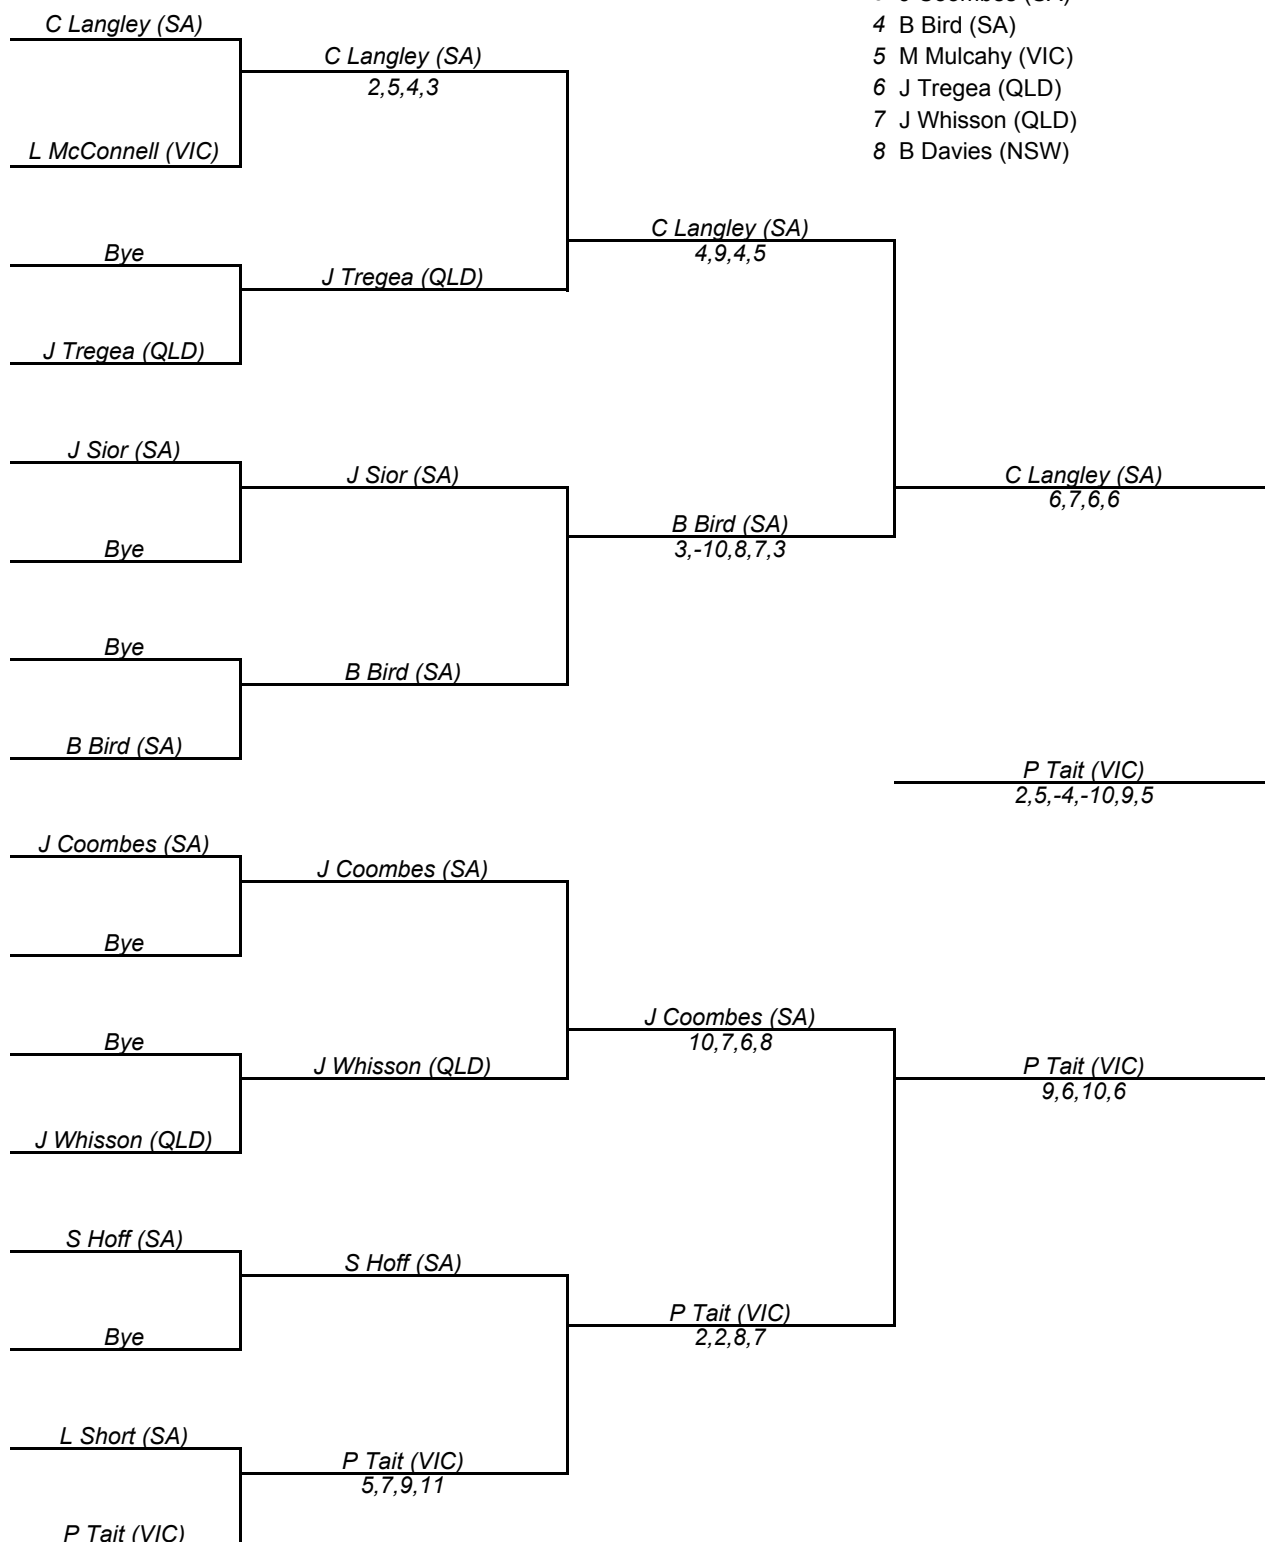 3 J Coombes (SA)
C Langley (SA)
4 B Bird (SA)
C Langley (SA)
5 M Mulcahy (VIC)
2,5,4,3
6 J Tregea (QLD)
7 J Whisson (QLD)
L McConnell (VIC)
8 B Davies (NSW)
C Langley (SA)
Bye
4,9,4,5
J Tregea (QLD)
J Tregea (QLD)
J Sior (SA)
J Sior (SA)
C Langley (SA)
6,7,6,6
B Bird (SA)
Bye
3,-10,8,7,3
Bye
B Bird (SA)
B Bird (SA)
P Tait (VIC)
2,5,-4,-10,9,5
J Coombes (SA)
J Coombes (SA)
Bye
J Coombes (SA)
Bye
10,7,6,8
J Whisson (QLD)
P Tait (VIC)
9,6,10,6
J Whisson (QLD)
S Hoff (SA)
S Hoff (SA)
P Tait (VIC)
Bye
2,2,8,7
L Short (SA)
P Tait (VIC)
5,7,9,11
P Tait (VIC)